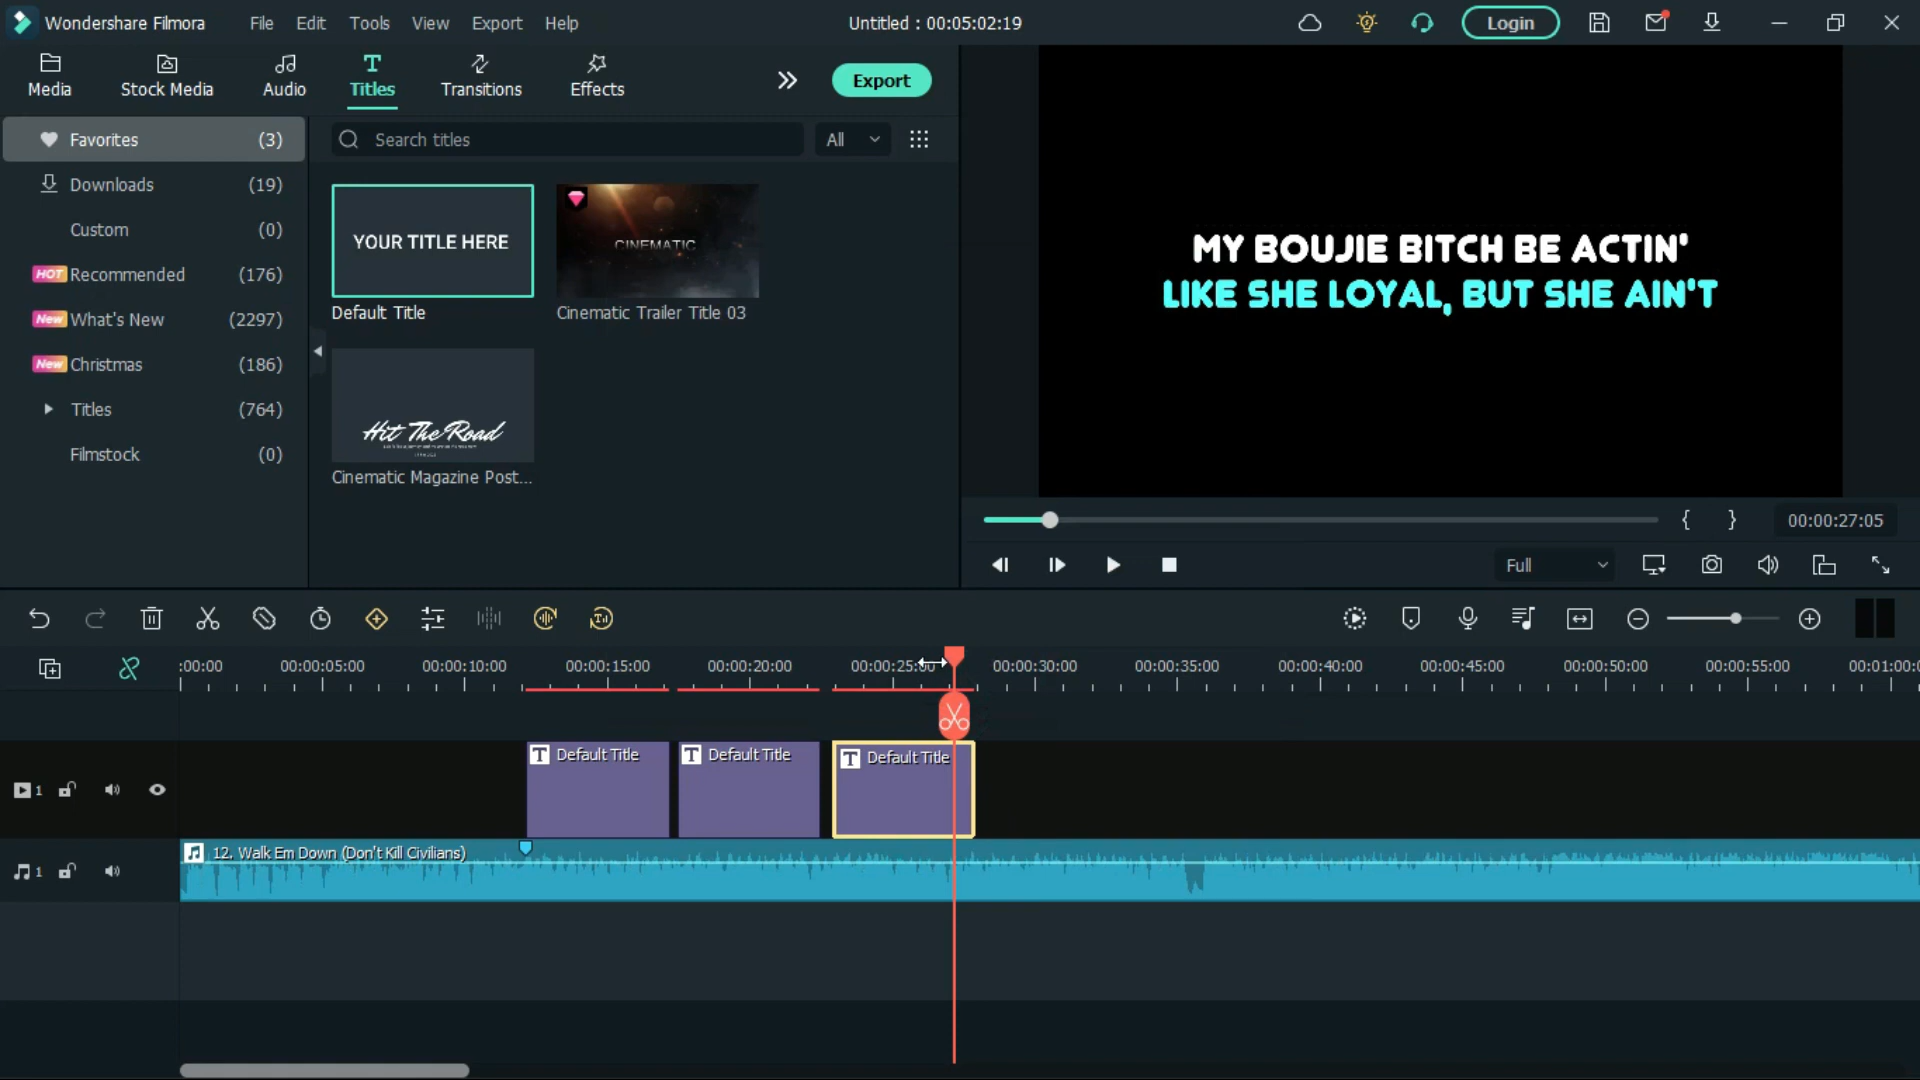 Wondershare Filmora
File Edit Tools View Export Help
Untitled : 00:05:02:19
Login
Media
Stock Media
Audio
Titles
Transitions
Effects
Export
Favorites (3)
Downloads (19)
Custom (0)
HOT Recommended (176)
New What's New (2297)
New Christmas (186)
Titles (764)
Filmstock (0)
Search titles
All
YOUR TITLE HERE
Default Title
CINEMATIC
Cinematic Trailer Title 03
Hit The Road
Cinematic Magazine Post...
MY BOUJIE BITCH BE ACTIN'
LIKE SHE LOYAL, BUT SHE AIN'T
{ } 00:00:27:05
Full
:00:00 00:00:05:00 00:00:10:00 00:00:15:00 00:00:20:00 00:00:25:00 00:00:30:00 00:00:35:00 00:00:40:00 00:00:45:00 00:00:50:00 00:00:55:00 00:01:00:0
T Default Title
T Default Title
T Default Title
1
12. Walk Em Down (Don't Kill Civilians)
1